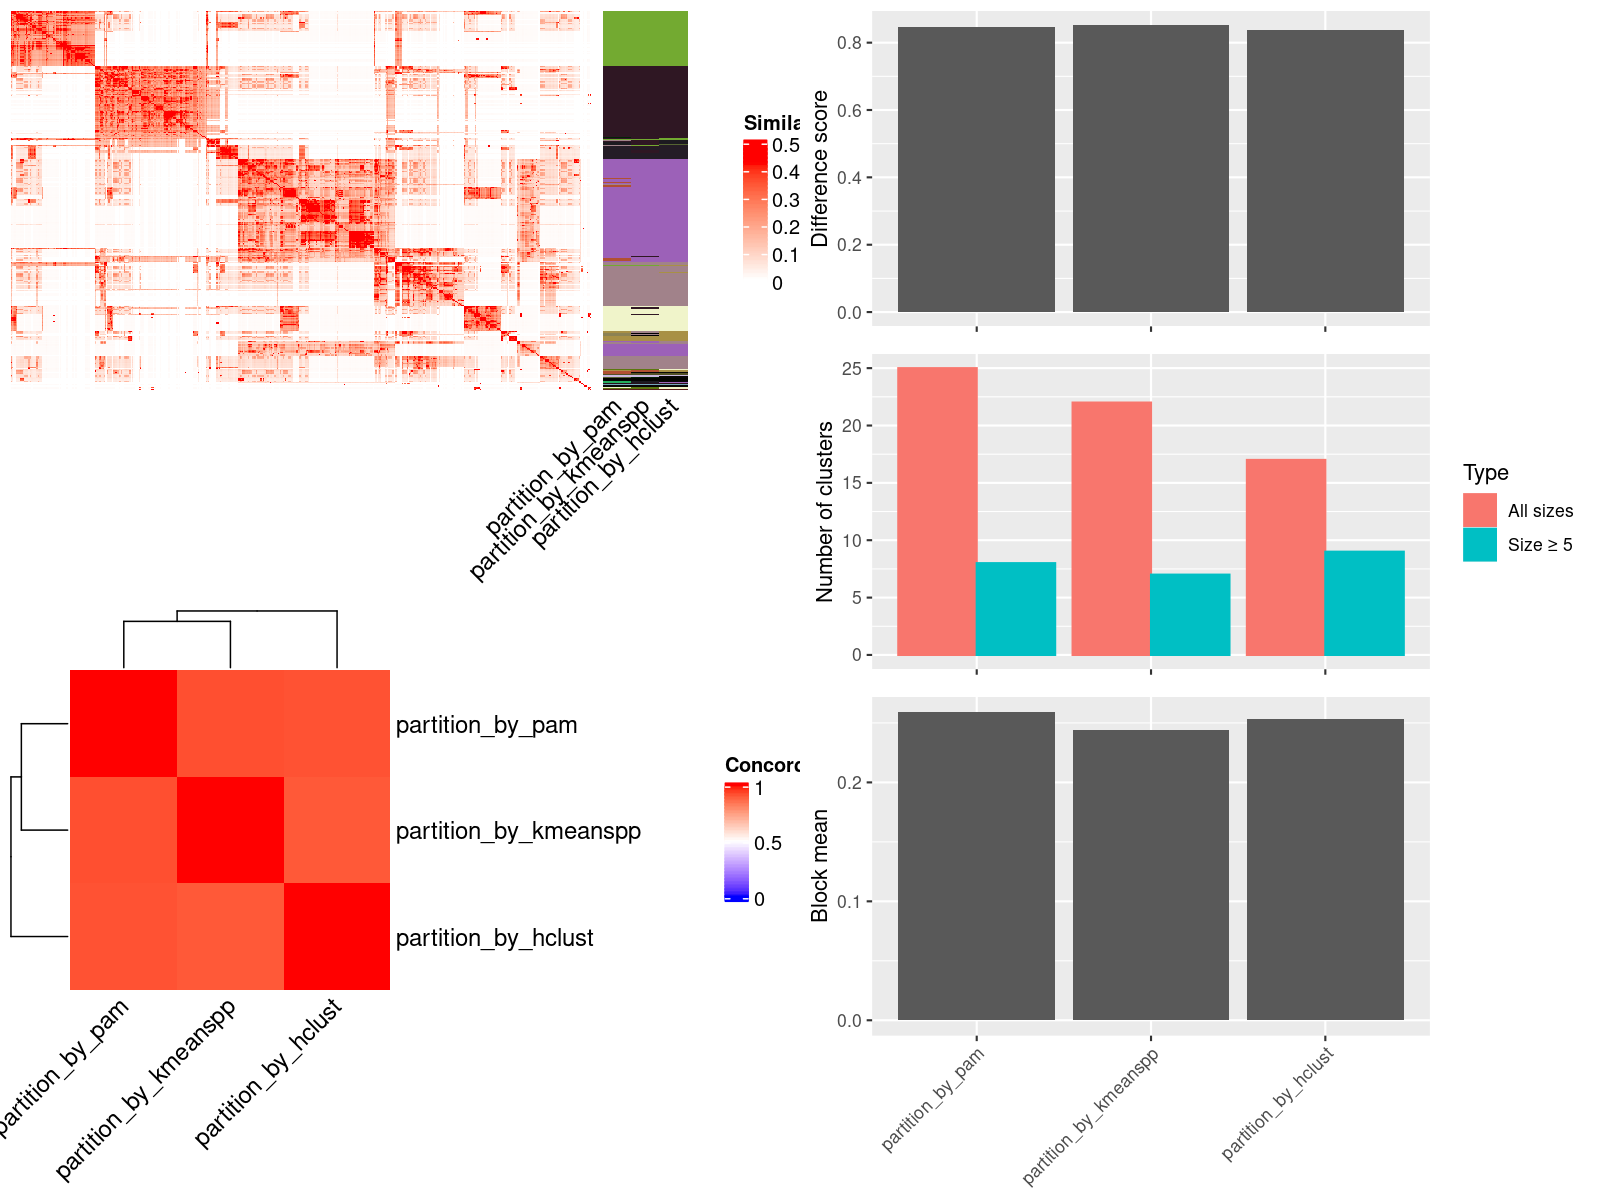 Simila
0.5
0.4
0.3
0.2
0.1
0
partition_by_pam
partition_by_kmeanspp
partition_by_hclust
partition_by_pam
partition_by_kmeanspp
partition_by_hclust
Concord
1
0.5
0
partition_by_pam
partition_by_kmeanspp
partition_by_hclust
Difference score
0.8
0.6
0.4
0.2
0.0
Number of clusters
25
20
15
10
5
0
Type
All sizes
Size ≥ 5
Block mean
0.2
0.1
0.0
partition_by_pam
partition_by_kmeanspp
partition_by_hclust